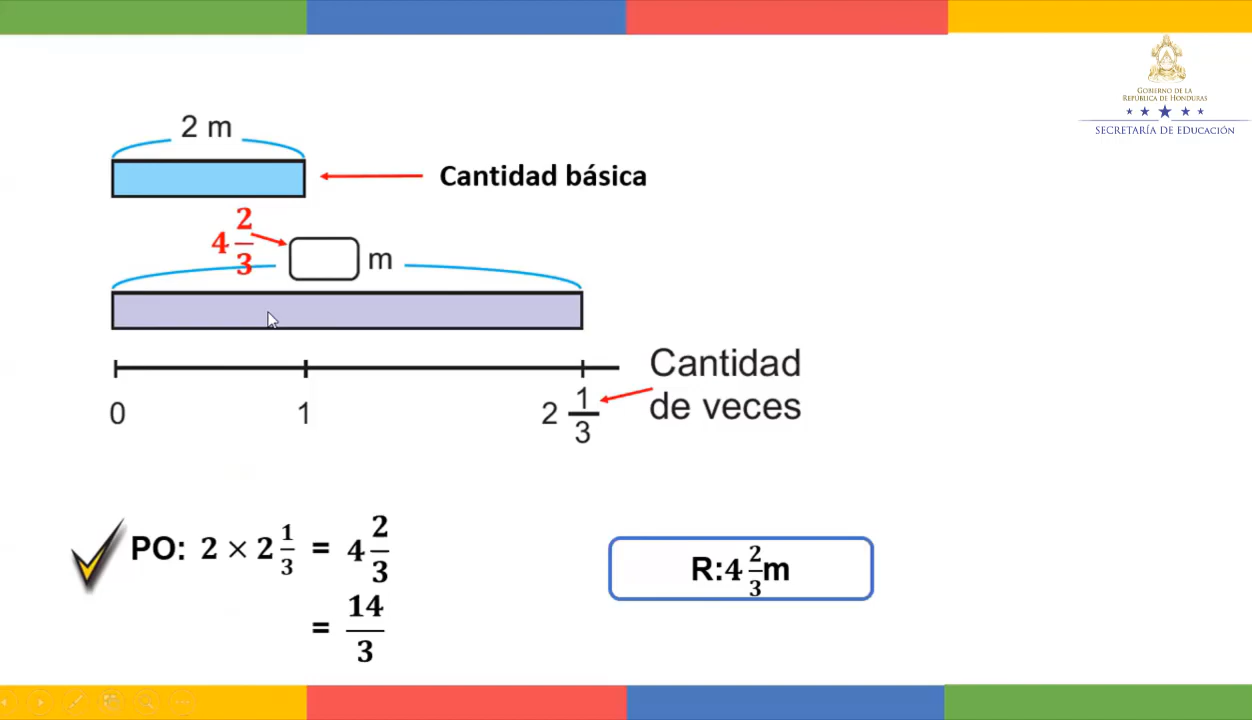 GOBIERNO DE LA
REPÚBLICA DE HONDURAS
SECRETARÍA DE EDUCACIÓN
2 m
Cantidad básica
4 2/3
m
0
1
2 1/3
Cantidad
de veces
PO: 2 × 2 1/3 = 4 2/3
= 14/3
R:4 2/3 m